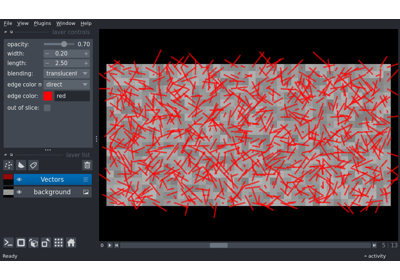 File View Plugins Window Help
layer controls
opacity: 0.70
width: 0.20
length: 2.50
blending: translucent
edge color m direct
edge color: red
out of slice:
layer list
Vectors
background
0 5 13
Ready activity